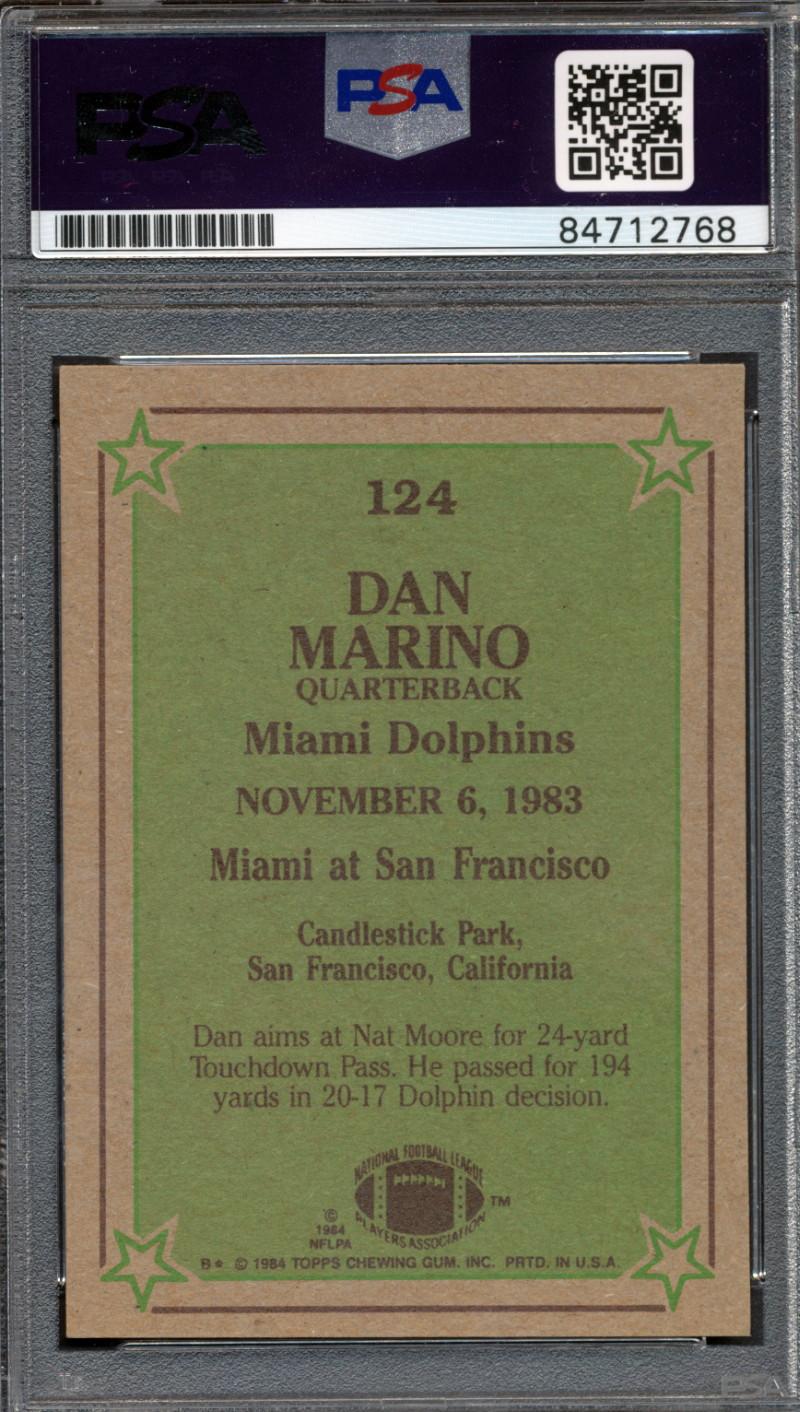 PSA
PSA
84712768
124
DAN
MARINO
QUARTERBACK
Miami Dolphins
NOVEMBER 6, 1983
Miami at San Francisco
Candlestick Park,
San Francisco, California
Dan aims at Nat Moore for 24-yard
Touchdown Pass. He passed for 194
yards in 20-17 Dolphin decision.
NATIONAL FOOTBALL LEAGUE
PLAYERS ASSOCIATION
TM
©
1984
NFLPA
B* © 1984 TOPPS CHEWING GUM, INC. PRTD. IN U.S.A.
PSA